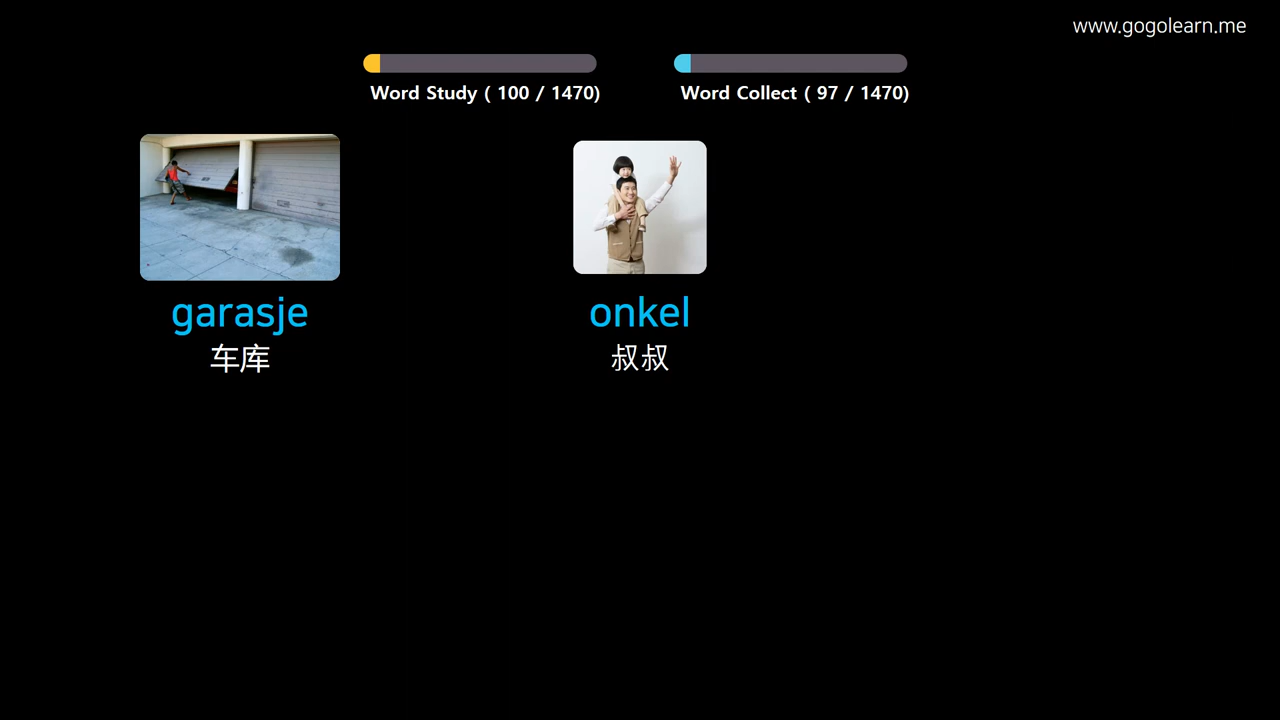 www.gogolearn.me
Word Study ( 100 / 1470)
Word Collect ( 97 / 1470)
garasje
车库
onkel
叔叔